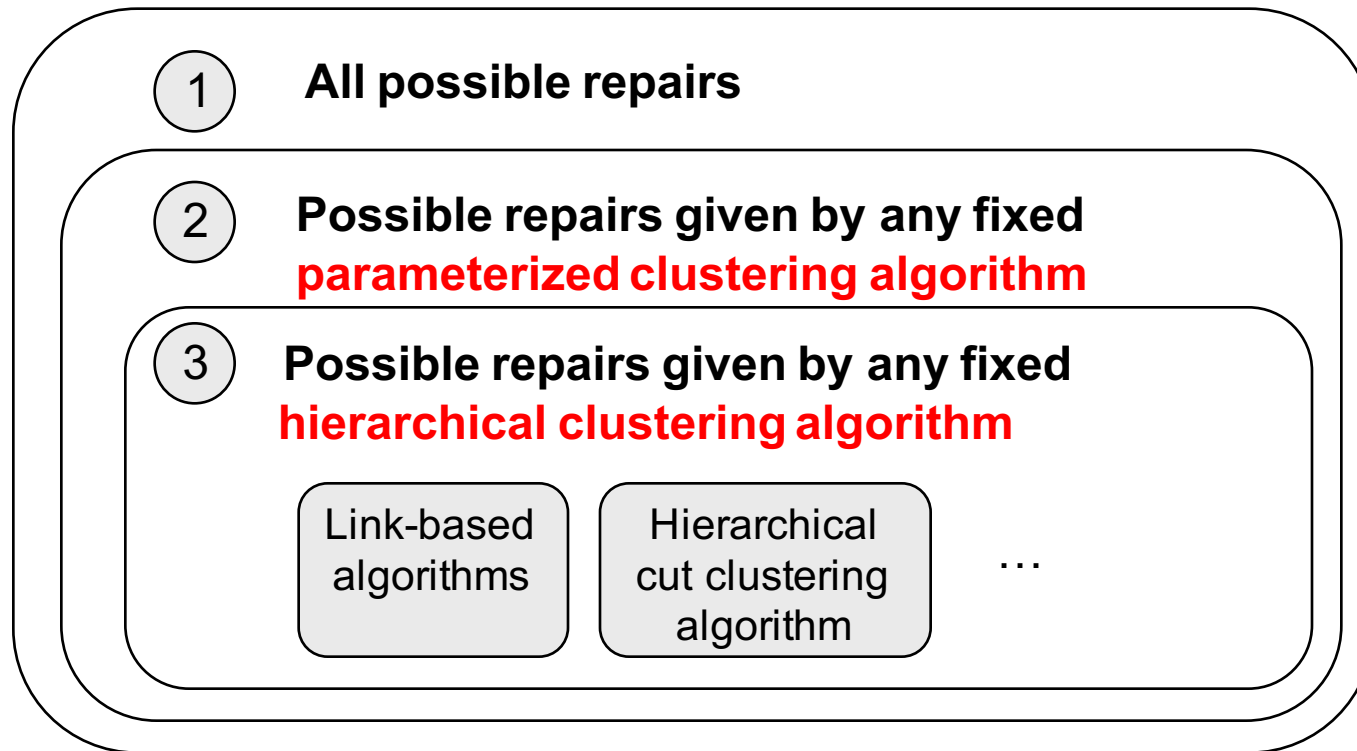 1 All possible repairs
2 Possible repairs given by any fixed
parameterized clustering algorithm
3 Possible repairs given by any fixed
hierarchical clustering algorithm
Link-based
algorithms
Hierarchical
cut clustering
algorithm
…